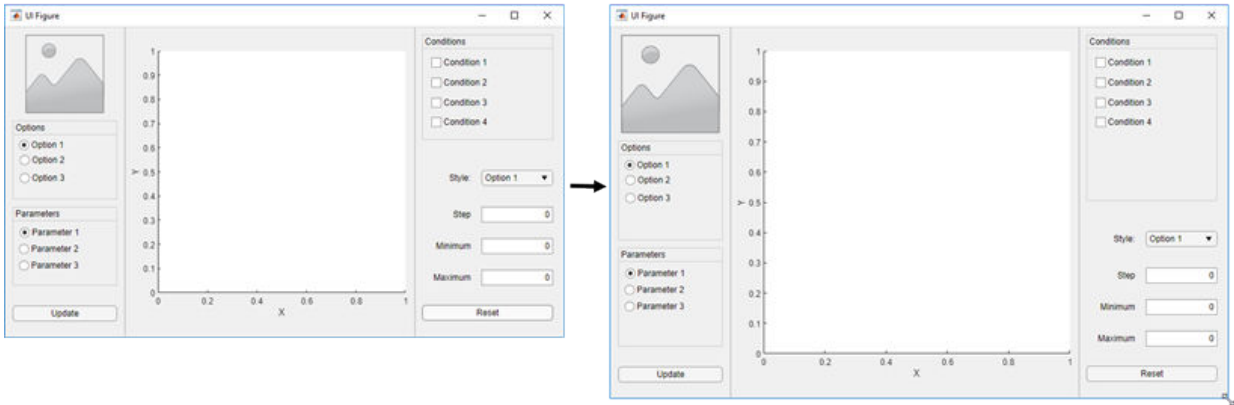 UI Figure
Options
Option 1
Option 2
Option 3
Parameters
Parameter 1
Parameter 2
Parameter 3
Update
1
0.9
0.8
0.7
0.6
0.5
0.4
0.3
0.2
0.1
0
Y
0 0.2 0.4 0.6 0.8 1
X
Conditions
Condition 1
Condition 2
Condition 3
Condition 4
Style: Option 1
Step 0
Minimum 0
Maximum 0
Reset
UI Figure
Options
Option 1
Option 2
Option 3
Parameters
Parameter 1
Parameter 2
Parameter 3
Update
1
0.9
0.8
0.7
0.6
0.5
0.4
0.3
0.2
0.1
0
Y
0 0.2 0.4 0.6 0.8 1
X
Conditions
Condition 1
Condition 2
Condition 3
Condition 4
Style: Option 1
Step 0
Minimum 0
Maximum 0
Reset